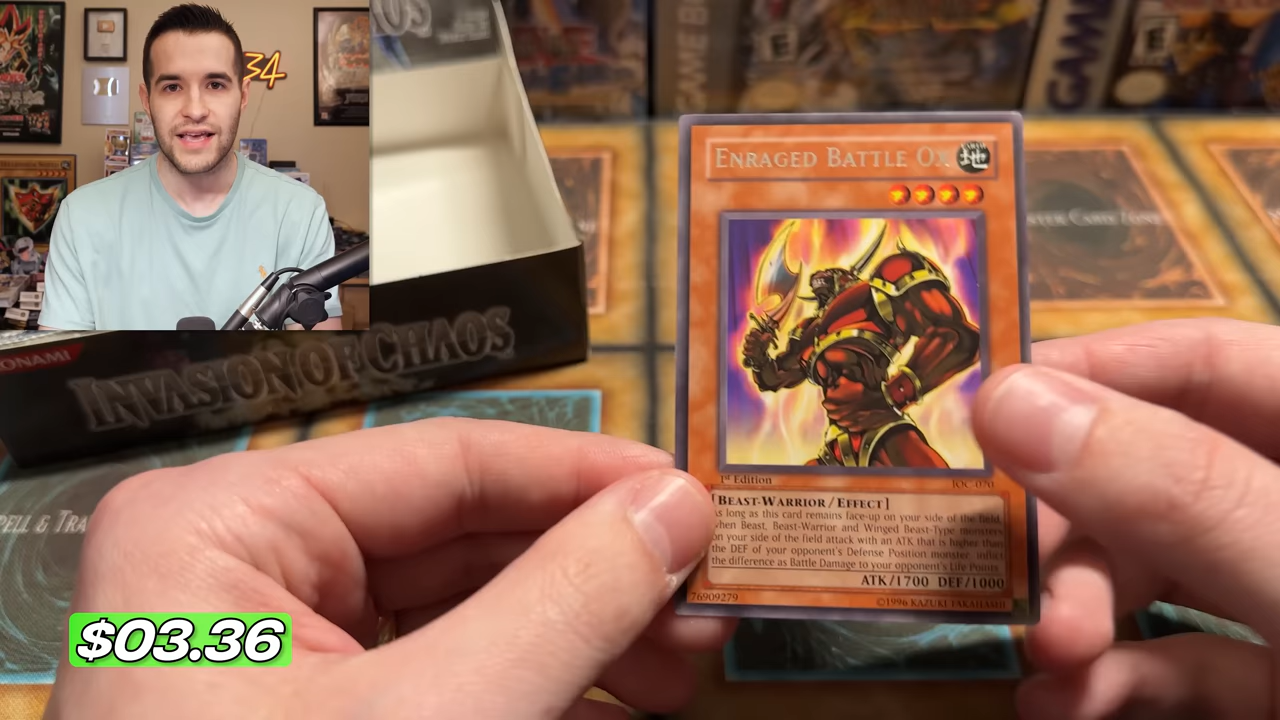 34
KONAMI
INVASION OF CHAOS
ENRAGED BATTLE OX
地
1st Edition
IOC-070
[BEAST-WARRIOR/EFFECT]
As long as this card remains face-up on your side of the field,
when Beast, Beast-Warrior and Winged Beast-Type monsters
on your side of the field attack with an ATK that is higher than
the DEF of your opponent's Defense Position monster, inflict
the difference as Battle Damage to your opponent's Life Points.
ATK/1700 DEF/1000
76909279
©1996 KAZUKI TAKAHASHI
$03.36